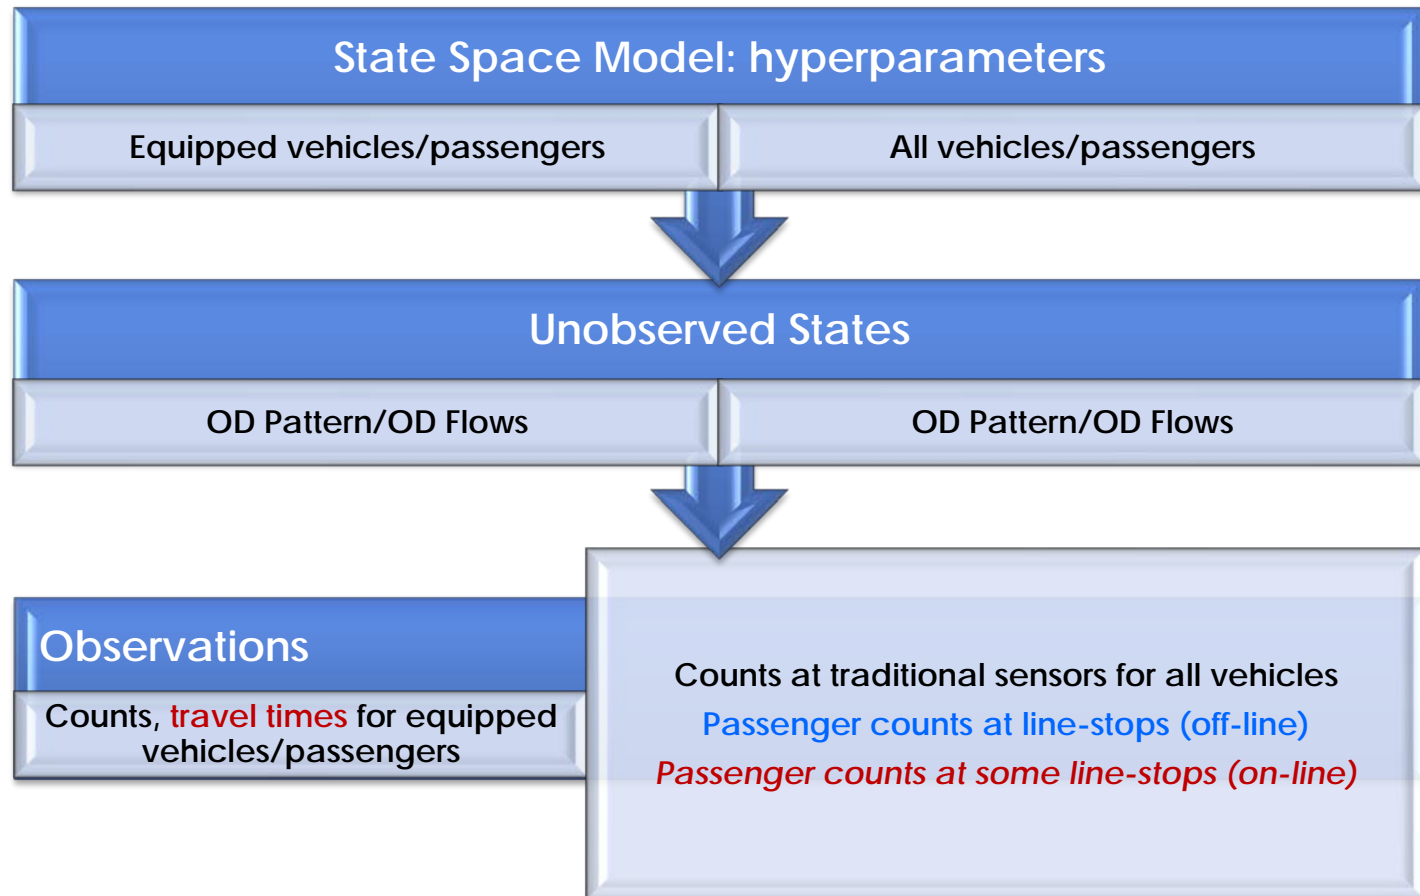 State Space Model: hyperparameters
Equipped vehicles/passengers
All vehicles/passengers
Unobserved States
OD Pattern/OD Flows
OD Pattern/OD Flows
Observations
Counts, travel times for equipped
vehicles/passengers
Counts at traditional sensors for all vehicles
Passenger counts at line-stops (off-line)
Passenger counts at some line-stops (on-line)